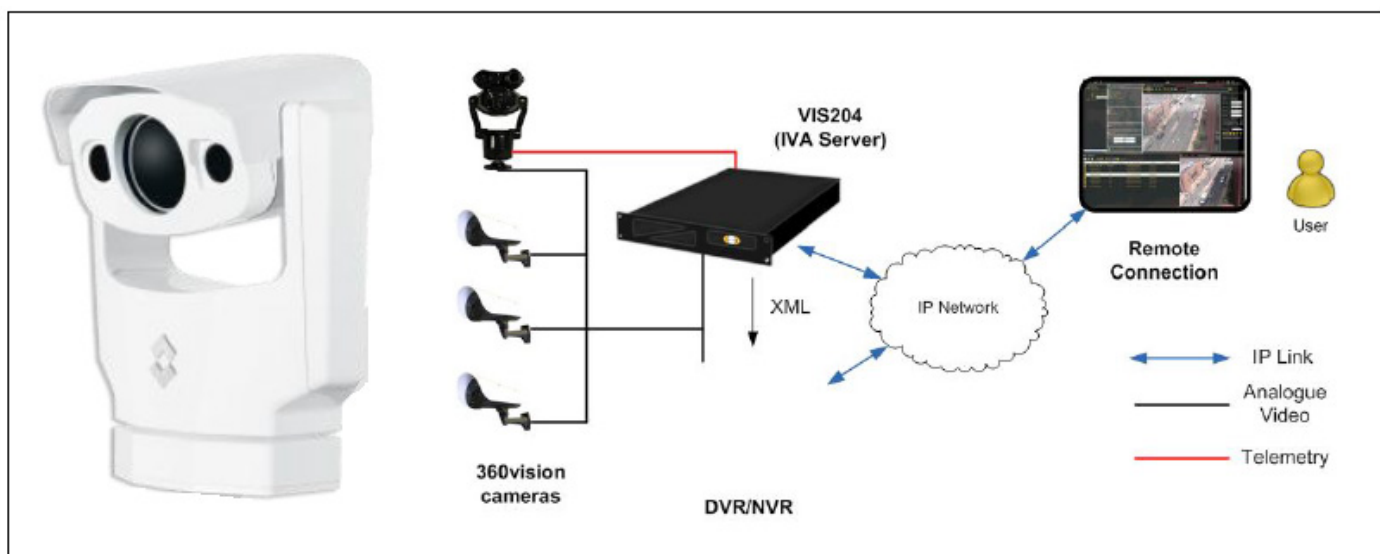 VIS204
(IVA Server)
XML
IP Network
Remote
Connection
User
360vision
cameras
DVR/NVR
IP Link
Analogue
Video
Telemetry